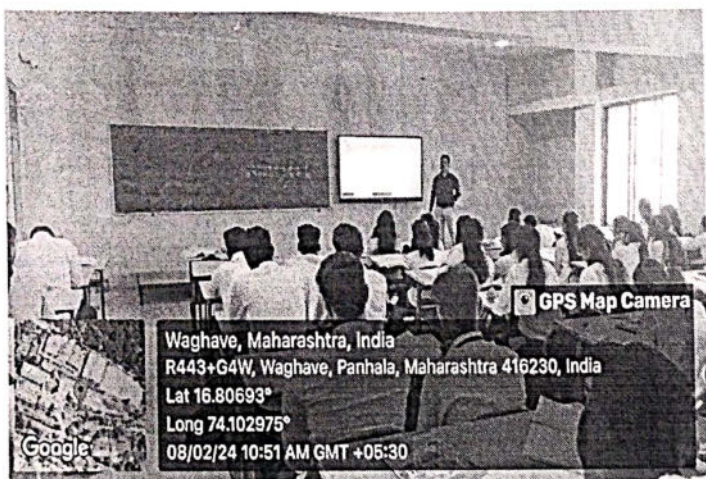 GPS Map Camera
Waghave, Maharashtra, India
R443+G4W, Waghave, Panhala, Maharashtra 416230, India
Lat 16.80693°
Long 74.102975°
08/02/24 10:51 AM GMT +05:30
Google